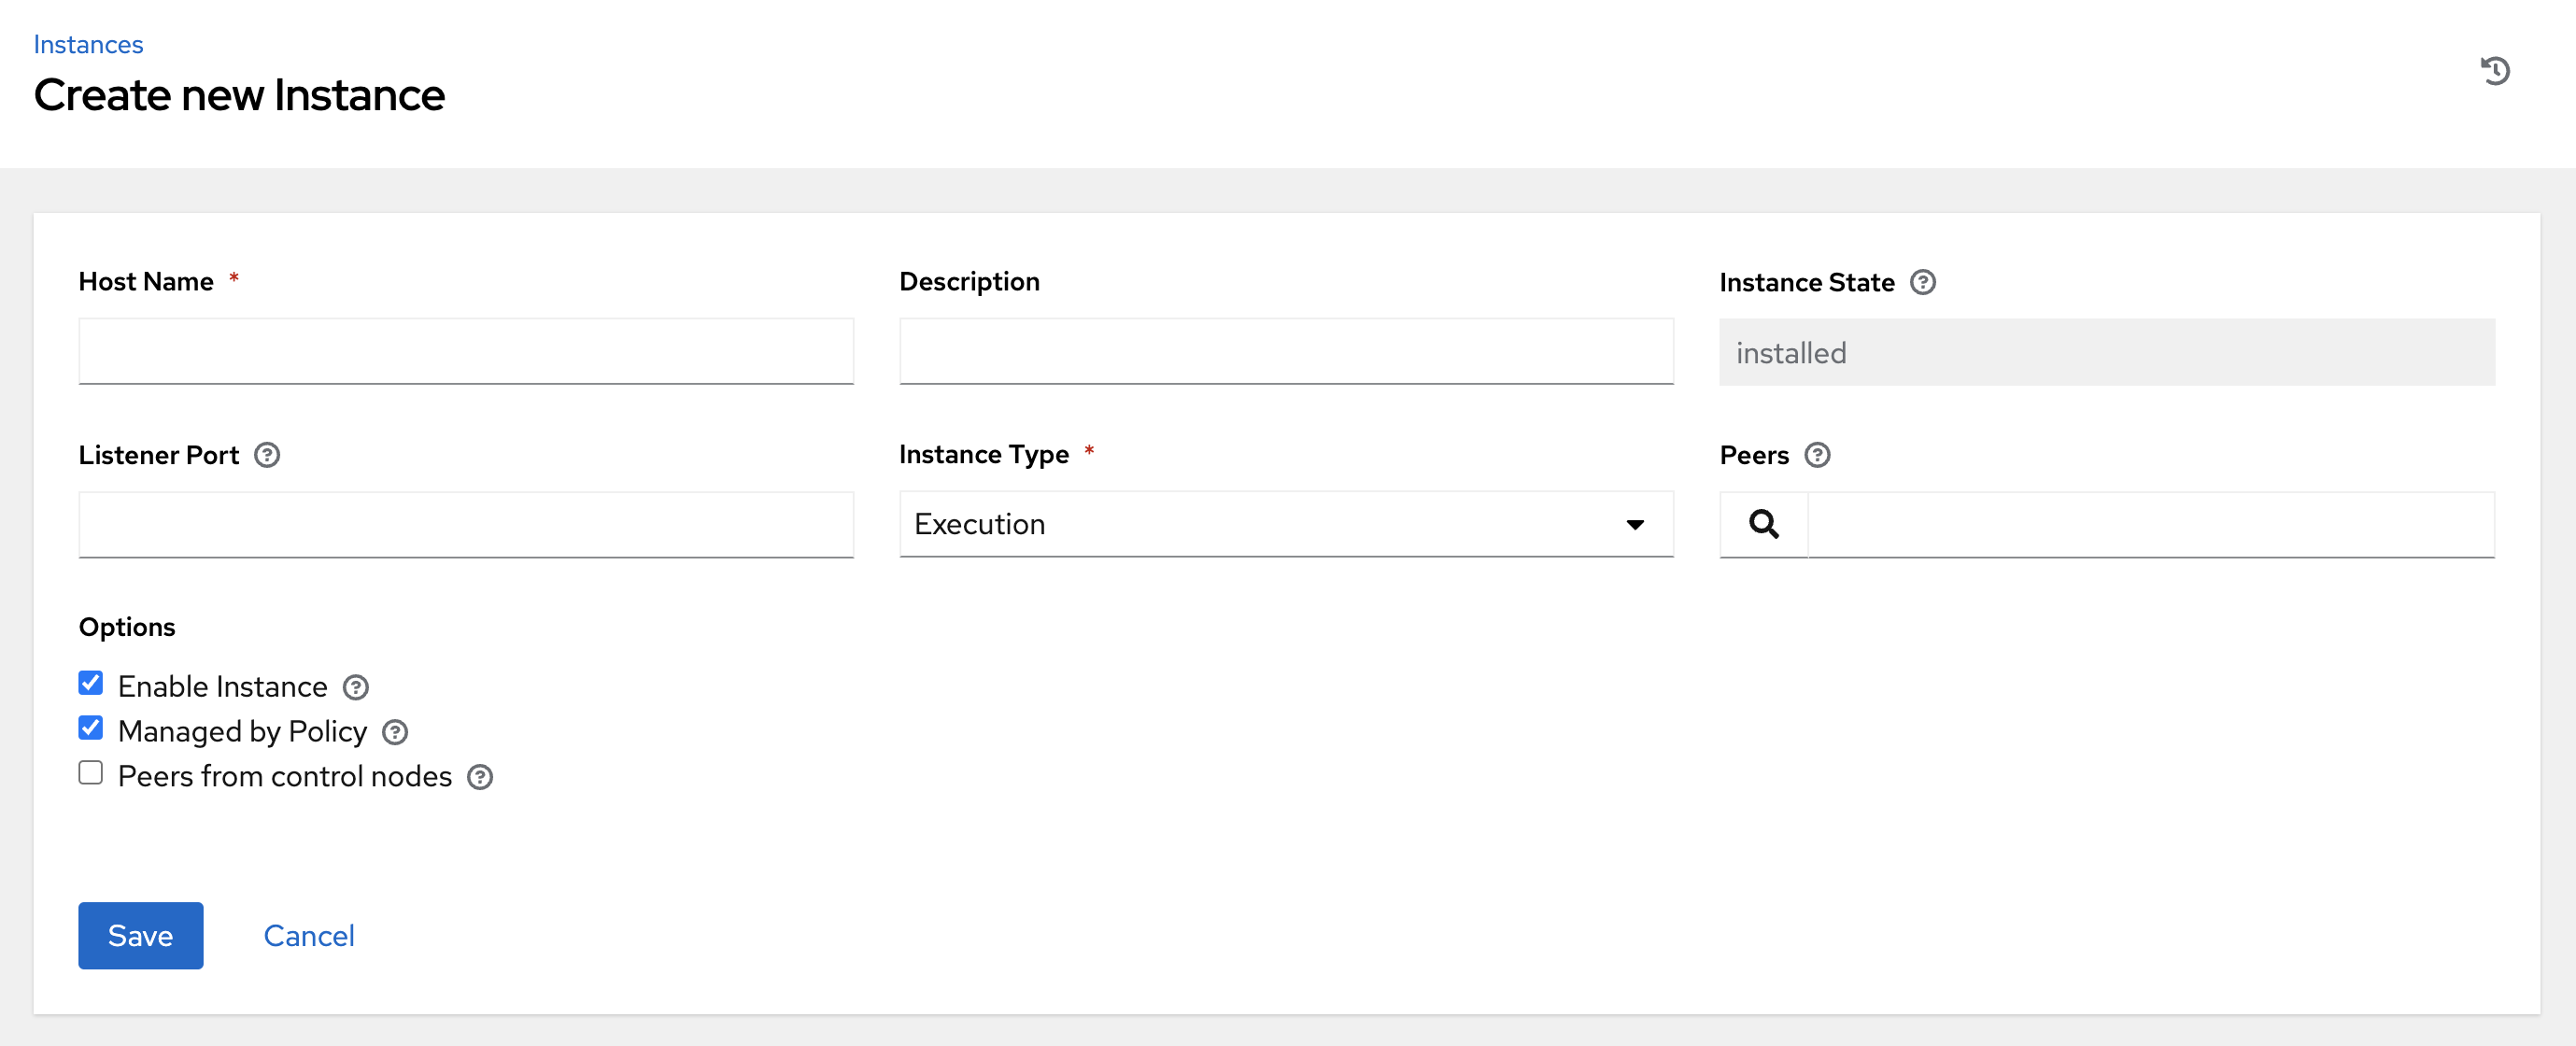 Instances
Create new Instance
Host Name *
Description
Instance State
installed
Listener Port
Instance Type *
Execution
Peers
Options
Enable Instance
Managed by Policy
Peers from control nodes
Save
Cancel